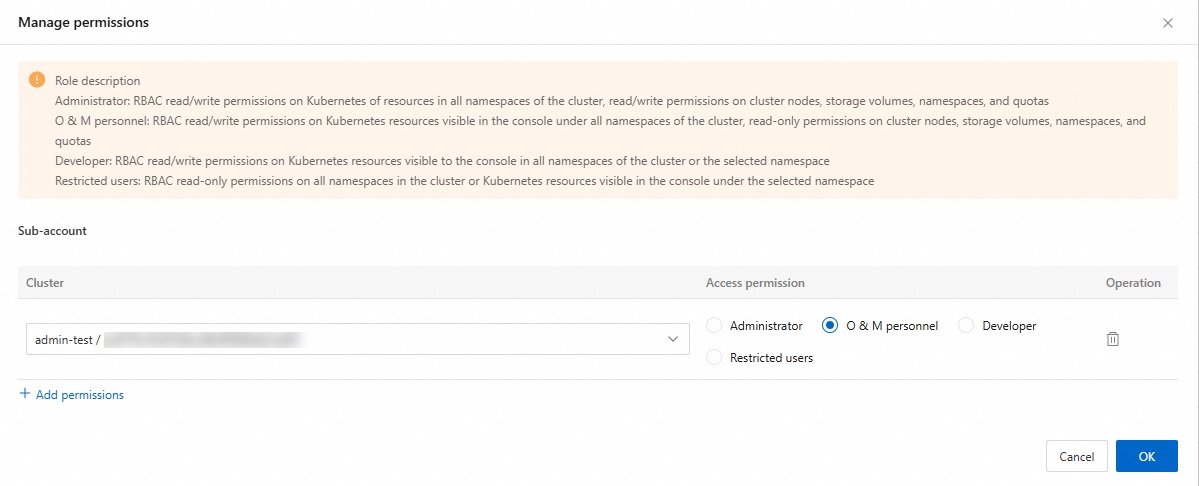 Manage permissions
Role description
Administrator: RBAC read/write permissions on Kubernetes of resources in all namespaces of the cluster, read/write permissions on cluster nodes, storage volumes, namespaces, and quotas
O & M personnel: RBAC read/write permissions on Kubernetes resources visible in the console under all namespaces of the cluster, read-only permissions on cluster nodes, storage volumes, namespaces, and
quotas
Developer: RBAC read/write permissions on Kubernetes resources visible to the console in all namespaces of the cluster or the selected namespace
Restricted users: RBAC read-only permissions on all namespaces in the cluster or Kubernetes resources visible in the console under the selected namespace
Sub-account
Cluster Access permission Operation
admin-test /
Administrator O & M personnel Developer
Restricted users
+ Add permissions
Cancel OK